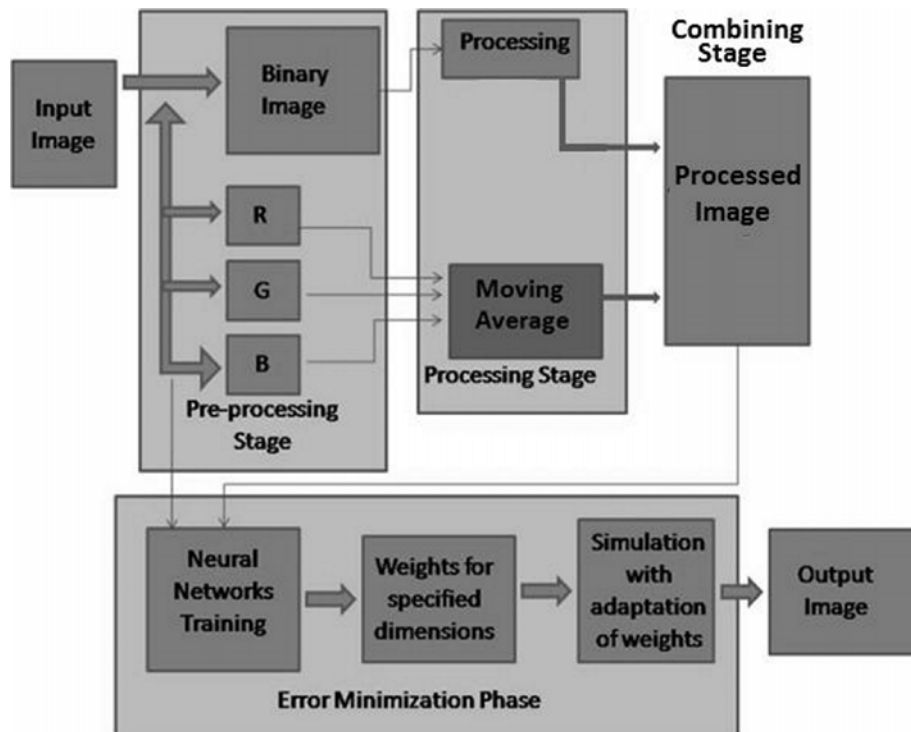 Input
Image
Binary
Image
R
G
B
Pre-processing
Stage
Processing
Moving
Average
Processing Stage
Combining
Stage
Processed
Image
Neural
Networks
Training
Weights for
specified
dimensions
Simulation
with
adaptation
of weights
Output
Image
Error Minimization Phase